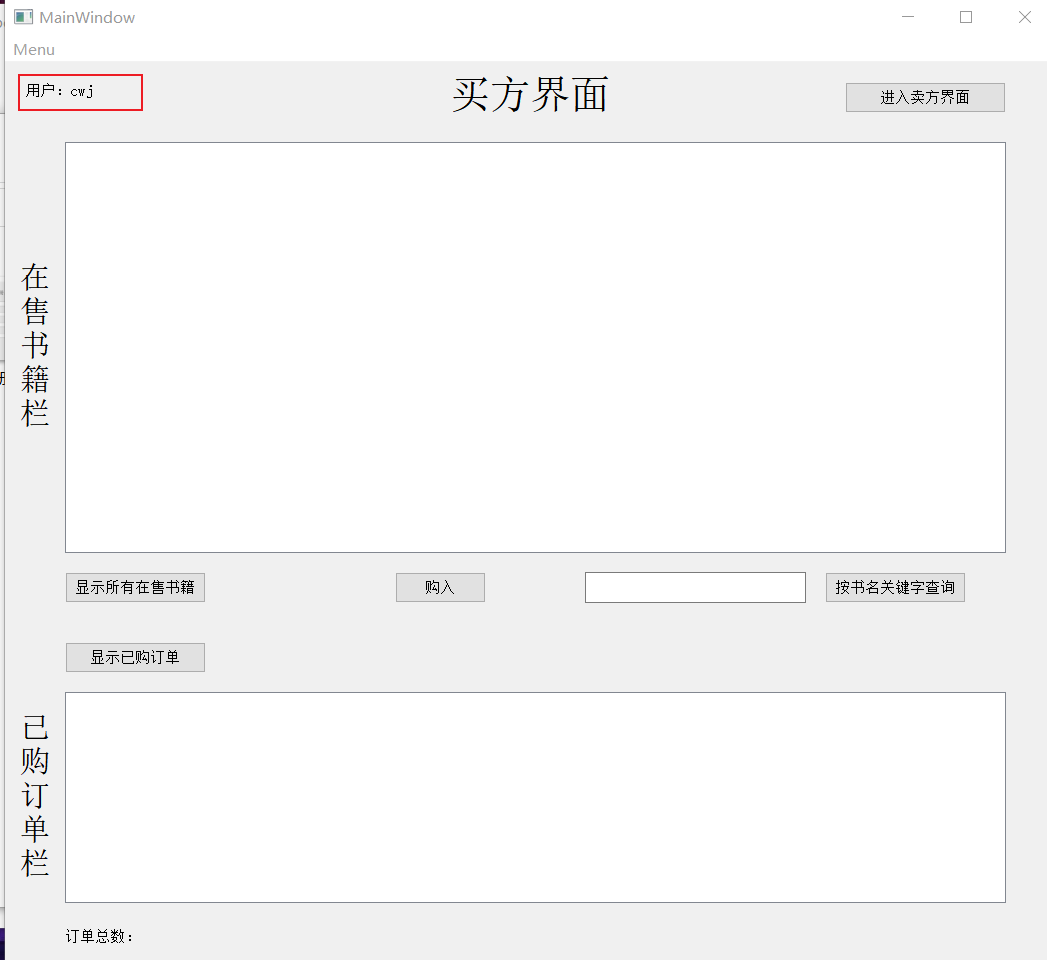 MainWindow
Menu
用户：cwj
买方界面
进入卖方界面
在售书籍栏
显示所有在售书籍
购入
按书名关键字查询
显示已购订单
已购订单栏
订单总数：